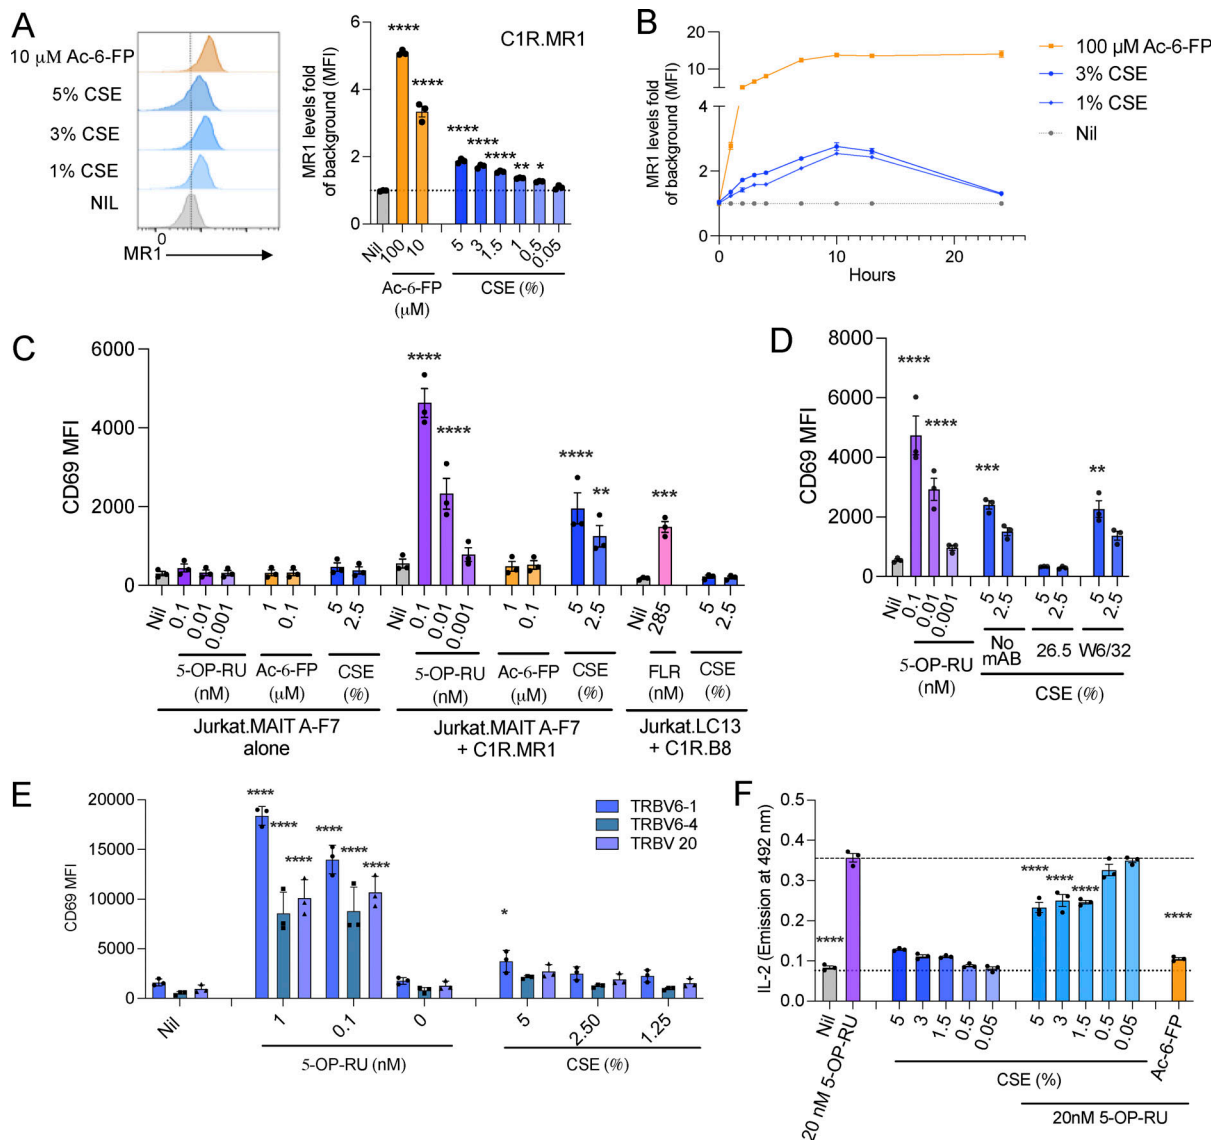 A
10 µM Ac-6-FP
5% CSE
3% CSE
1% CSE
NIL
0
MR1
C1R.MR1
MR1 levels fold
of background (MFI)
6
4
2
0
Nil
100
10
5
3
1.5
1
0.5
0.05
Ac-6-FP
(µM)
CSE (%)
**** **** **** **** **** ** *
B
MR1 levels fold
of background (MFI)
20
10
4
2
0
0
10
20
Hours
100 µM Ac-6-FP
3% CSE
1% CSE
Nil
C
CD69 MFI
6000
4000
2000
0
**** **** **** ** ***
Nil 0.1 0.01 0.001 1 0.1 5 2.5 Nil 0.1 0.01 0.001 1 0.1 5 2.5 Nil 285 5 2.5
5-OP-RU
(nM)
Ac-6-FP
(µM)
CSE
(%)
5-OP-RU
(nM)
Ac-6-FP
(µM)
CSE
(%)
FLR
(nM)
CSE
(%)
Jurkat.MAIT A-F7
alone
Jurkat.MAIT A-F7
+ C1R.MR1
Jurkat.LC13
+ C1R.B8
D
CD69 MFI
8000
6000
4000
2000
0
**** **** *** **
Nil 0.1 0.01 0.001 5 2.5 5 2.5 5 2.5
5-OP-RU
(nM)
No
mAB
26.5
W6/32
CSE (%)
E
CD69 MFI
20000
15000
10000
5000
0
**** **** **** **** **** **** *
TRBV6-1
TRBV6-4
TRBV 20
Nil
1
0.1
0
5
2.50
1.25
5-OP-RU (nM)
CSE (%)
F
IL-2 (Emission at 492 nm)
0.5
0.4
0.3
0.2
0.1
0.0
**** **** **** **** ****
Nil
20 nM 5-OP-RU
5 3 1.5 0.5 0.05
5 3 1.5 0.5 0.05
Ac-6-FP
CSE (%)
20nM 5-OP-RU